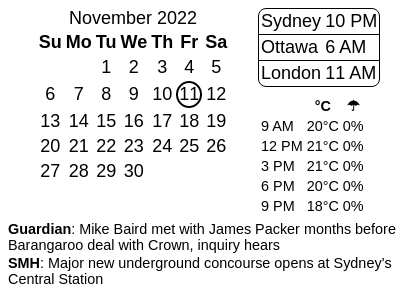 November 2022
Su Mo Tu We Th Fr Sa
1 2 3 4 5
6 7 8 9 10 11 12
13 14 15 16 17 18 19
20 21 22 23 24 25 26
27 28 29 30
Sydney 10 PM
Ottawa 6 AM
London 11 AM
°C ☂
9 AM 20°C 0%
12 PM 21°C 0%
3 PM 21°C 0%
6 PM 20°C 0%
9 PM 18°C 0%
Guardian: Mike Baird met with James Packer months before
Barangaroo deal with Crown, inquiry hears
SMH: Major new underground concourse opens at Sydney’s
Central Station